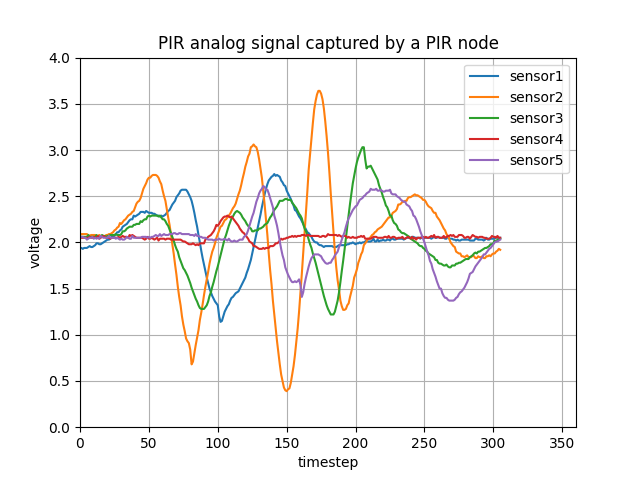 PIR analog signal captured by a PIR node
4.0
3.5
3.0
2.5
2.0
1.5
1.0
0.5
0.0
voltage
sensor1
sensor2
sensor3
sensor4
sensor5
0 50 100 150 200 250 300 350
timestep